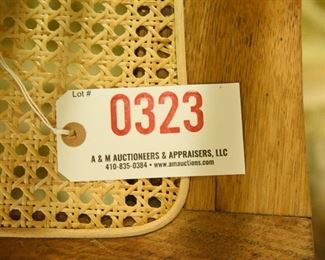 Lot #
0323
A & M AUCTIONEERS & APPRAISERS, LLC
410-835-0384 • www.amauctions.com